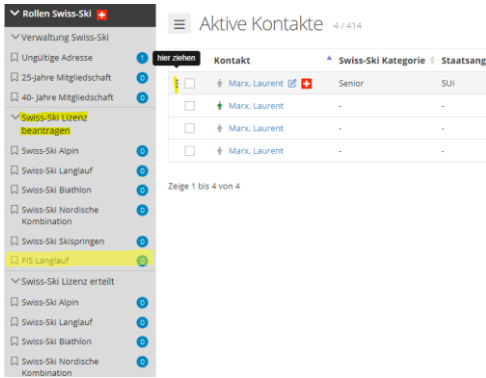 Rollen Swiss-Ski
Verwaltung Swiss-Ski
Ungültige Adresse 1
25-Jahre Mitgliedschaft 0
40- Jahre Mitgliedschaft 0
Swiss-Ski Lizenz
beantragen
Swiss-Ski Alpin 0
Swiss-Ski Langlauf 0
Swiss-Ski Biathlon 0
Swiss-Ski Nordische
Kombination 0
Swiss-Ski Skispringen 0
FIS Langlauf 0
Swiss-Ski Lizenz erteilt
Swiss-Ski Alpin 0
Swiss-Ski Langlauf 0
Swiss-Ski Biathlon 0
Swiss-Ski Nordische
Kombination 0
Aktive Kontakte 4 / 414
hier ziehen
Kontakt Swiss-Ski Kategorie Staatsang
Marx, Laurent Senior SUI
Marx, Laurent - -
Marx, Laurent - -
Marx, Laurent - -
Zeige 1 bis 4 von 4